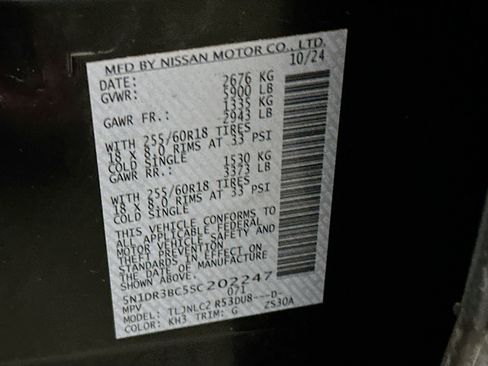 MFD BY NISSAN MOTOR CO., LTD.
DATE: 10/24
GVWR: 2676 KG
5900 LB
GAWR FR.: 1335 KG
2943 LB
WITH 255/60R18 TIRES
18 X 8.0 RIMS AT 33 PSI
COLD SINGLE
GAWR RR.: 1530 KG
3373 LB
WITH 255/60R18 TIRES
18 X 8.0 RIMS AT 33 PSI
COLD SINGLE
THIS VEHICLE CONFORMS TO
ALL APPLICABLE FEDERAL
MOTOR VEHICLE SAFETY AND
THEFT PREVENTION
STANDARDS IN EFFECT ON
THE DATE OF MANUFACTURE
SHOWN ABOVE.
5N1DR3BC5SC202247
MPV 071
MODEL: TLJNLC2 R53DU8---D-
COLOR: KH3 TRIM: G ZS30A